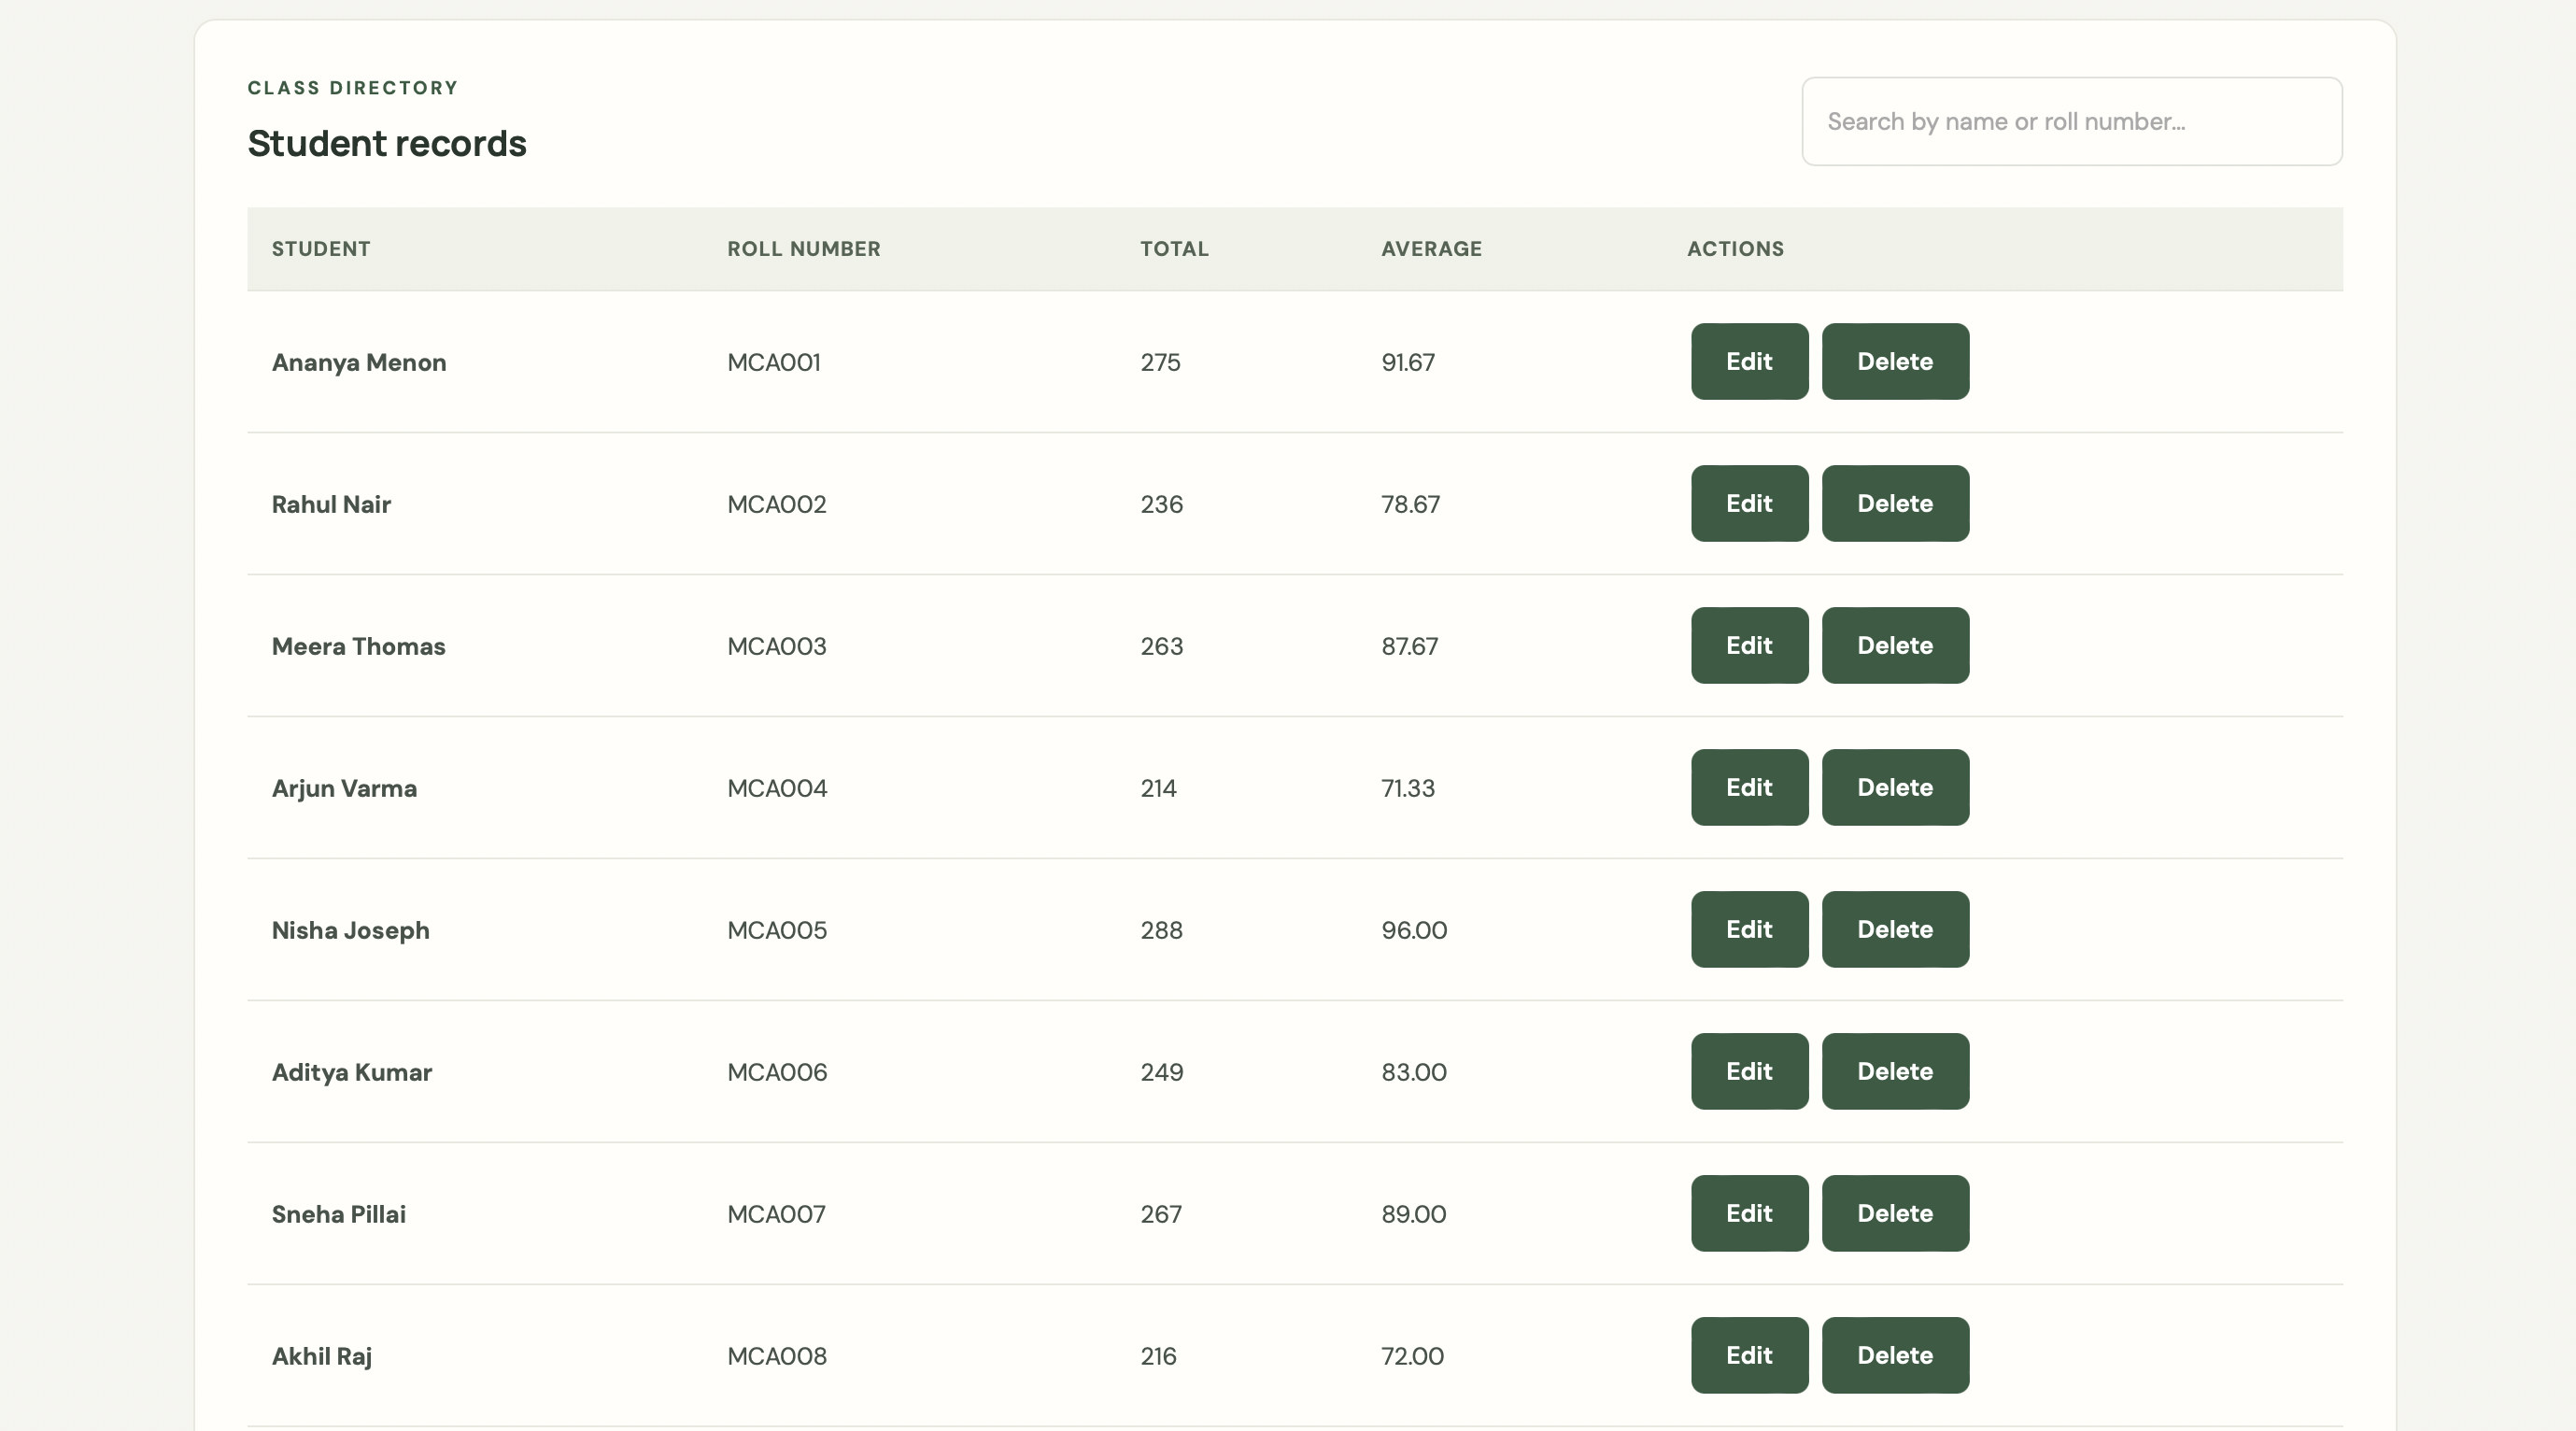 CLASS DIRECTORY
Student records
Search by name or roll number...
STUDENT ROLL NUMBER TOTAL AVERAGE ACTIONS
Ananya Menon MCA001 275 91.67 Edit Delete
Rahul Nair MCA002 236 78.67 Edit Delete
Meera Thomas MCA003 263 87.67 Edit Delete
Arjun Varma MCA004 214 71.33 Edit Delete
Nisha Joseph MCA005 288 96.00 Edit Delete
Aditya Kumar MCA006 249 83.00 Edit Delete
Sneha Pillai MCA007 267 89.00 Edit Delete
Akhil Raj MCA008 216 72.00 Edit Delete